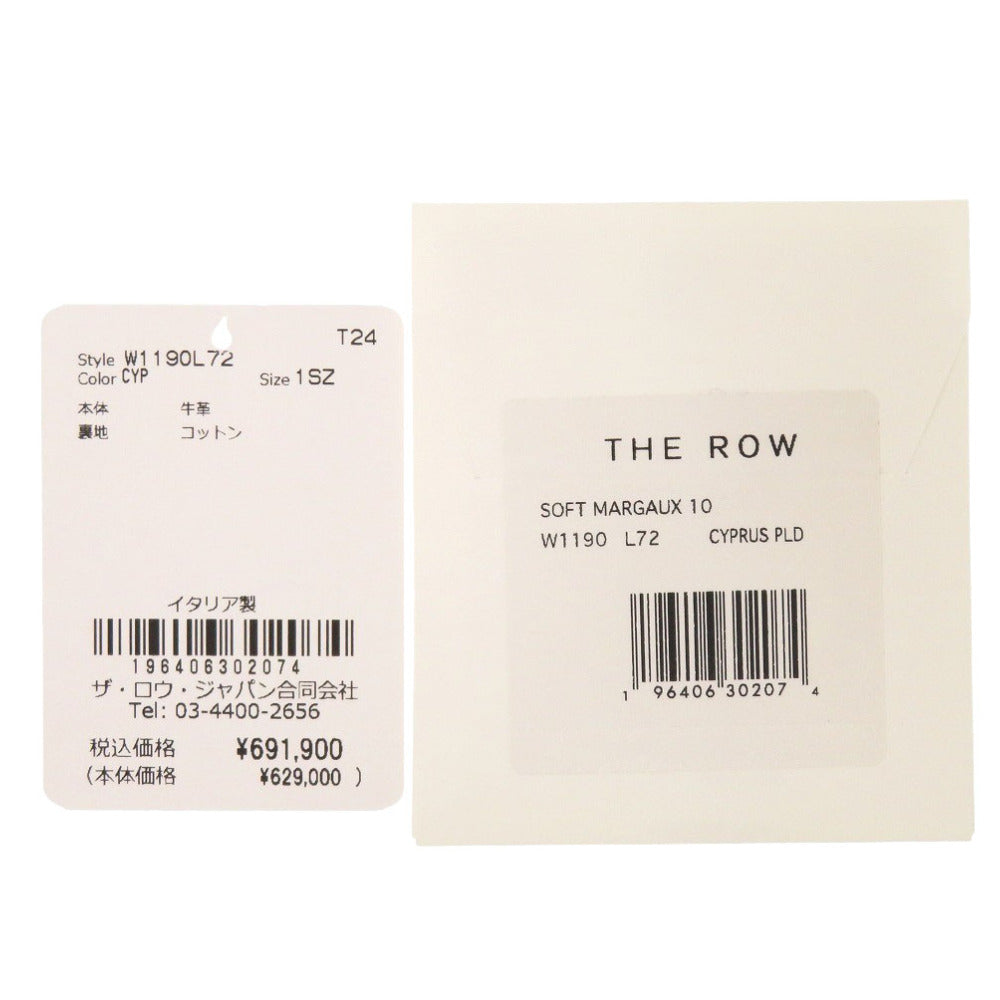 T24
Style W1190L72
Color CYP Size 1SZ
本体 牛革
裏地 コットン
イタリア製
196406302074
ザ・ロウ・ジャパン合同会社
Tel: 03-4400-2656
税込価格 ¥691,900
(本体価格 ¥629,000 )
THE ROW
SOFT MARGAUX 10
W1190 L72 CYPRUS PLD
1 96406 30207 4